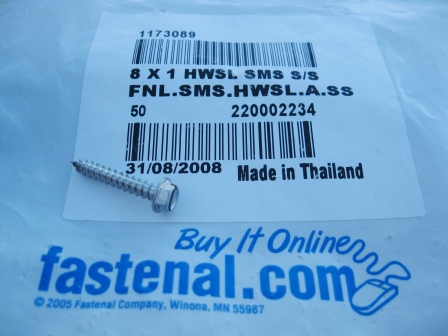 1173089
8 X 1 HWSL SMS S/S
FNL.SMS.HWSL.A.SS
50 220002234
31/08/2008 Made in Thailand
Buy It Online
fastenal.com
© 2005 Fastenal Company, Winona, MN 55987